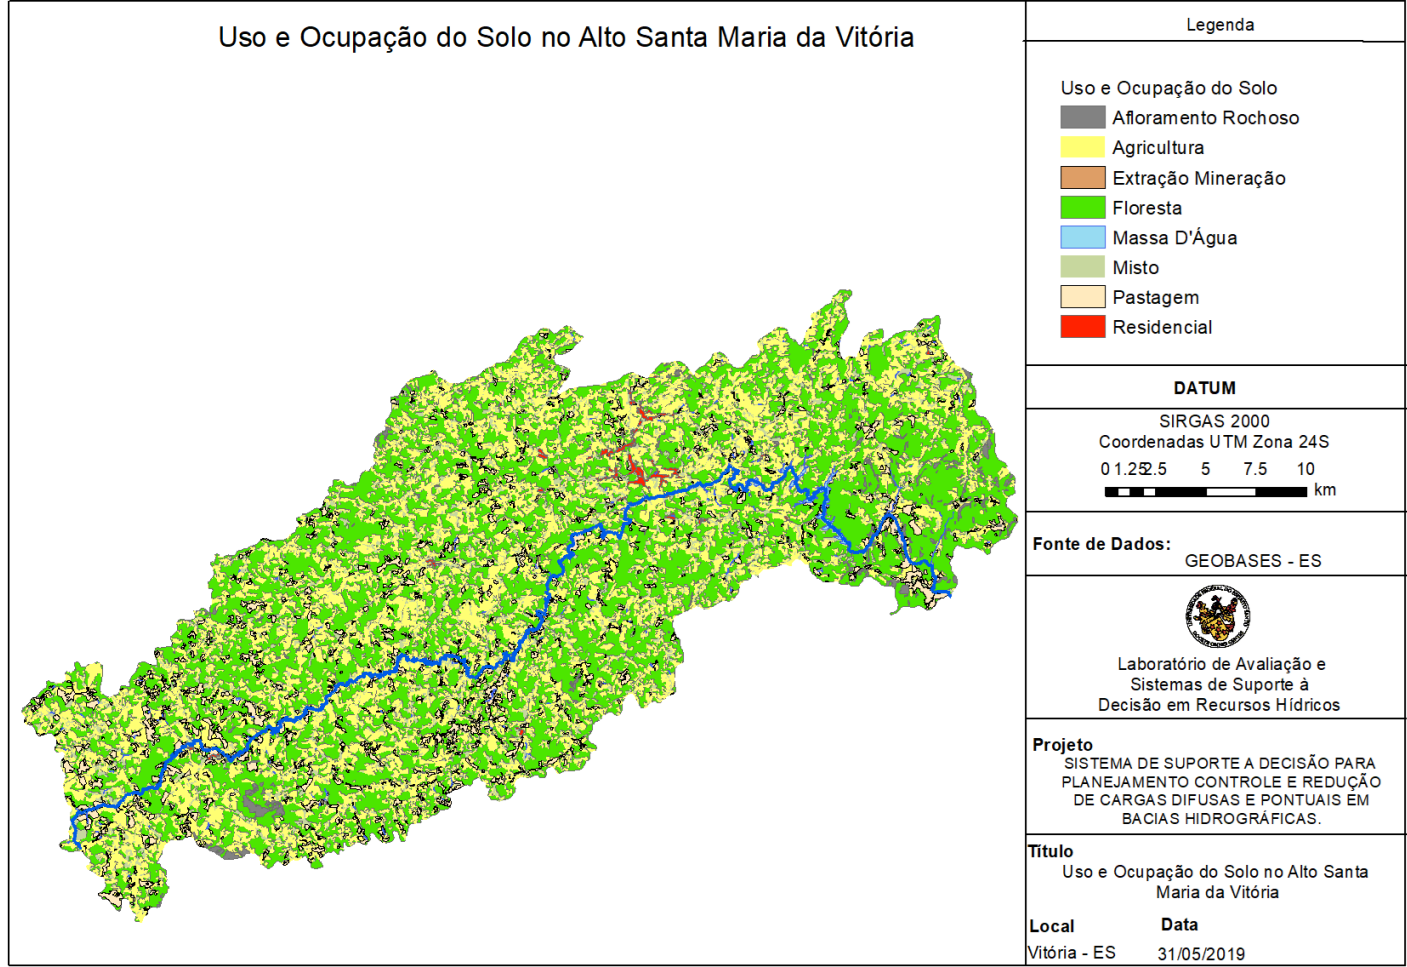 Uso e Ocupação do Solo no Alto Santa Maria da Vitória
Legenda
Uso e Ocupação do Solo
Afloramento Rochoso
Agricultura
Extração Mineração
Floresta
Massa D'Água
Misto
Pastagem
Residencial
DATUM
SIRGAS 2000
Coordenadas UTM Zona 24S
0 1.252.5 5 7.5 10
km
Fonte de Dados:
GEOBASES - ES
Laboratório de Avaliação e
Sistemas de Suporte à
Decisão em Recursos Hídricos
Projeto
SISTEMA DE SUPORTE A DECISÃO PARA
PLANEJAMENTO CONTROLE E REDUÇÃO
DE CARGAS DIFUSAS E PONTUAIS EM
BACIAS HIDROGRÁFICAS.
Título
Uso e Ocupação do Solo no Alto Santa
Maria da Vitória
Local Data
Vitória - ES 31/05/2019